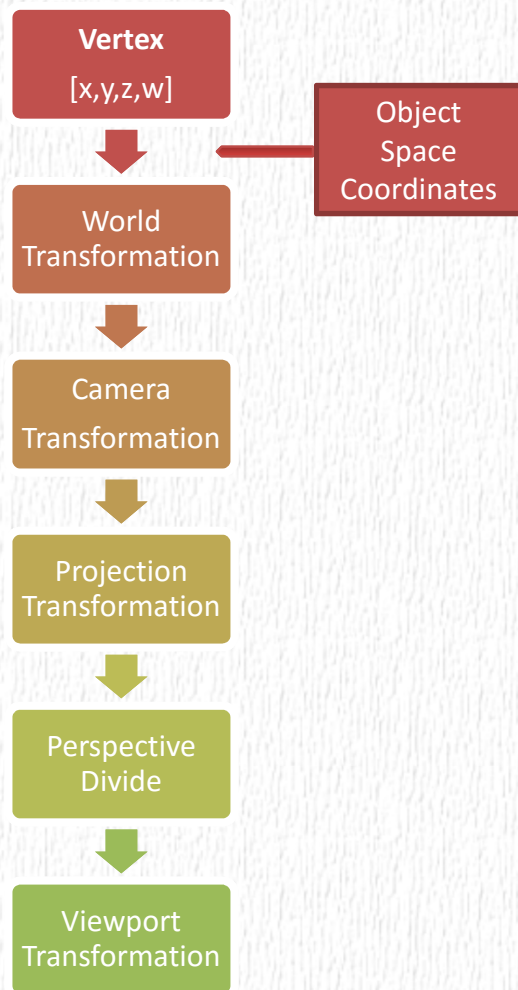 Vertex
[x,y,z,w]
Object
Space
Coordinates
World
Transformation
Camera
Transformation
Projection
Transformation
Perspective
Divide
Viewport
Transformation